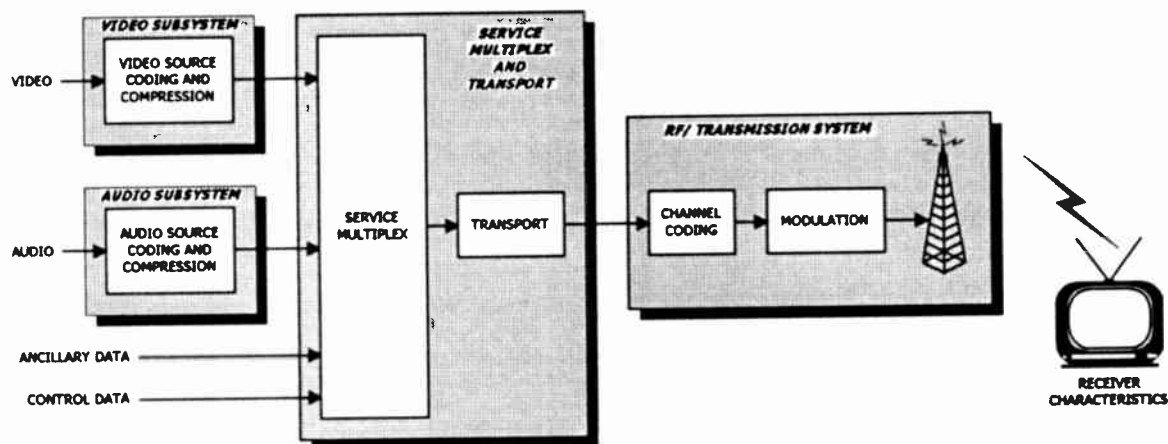 VIDEO SUBSYSTEM
VIDEO
VIDEO SOURCE
CODING AND
COMPRESSION
AUDIO SUBSYSTEM
AUDIO
AUDIO SOURCE
CODING AND
COMPRESSION
ANCILLARY DATA
CONTROL DATA
SERVICE
MULTIPLEX
SERVICE
MULTIPLEX
AND
TRANSPORT
TRANSPORT
RF/ TRANSMISSION SYSTEM
CHANNEL
CODING
MODULATION
RECEIVER
CHARACTERISTICS